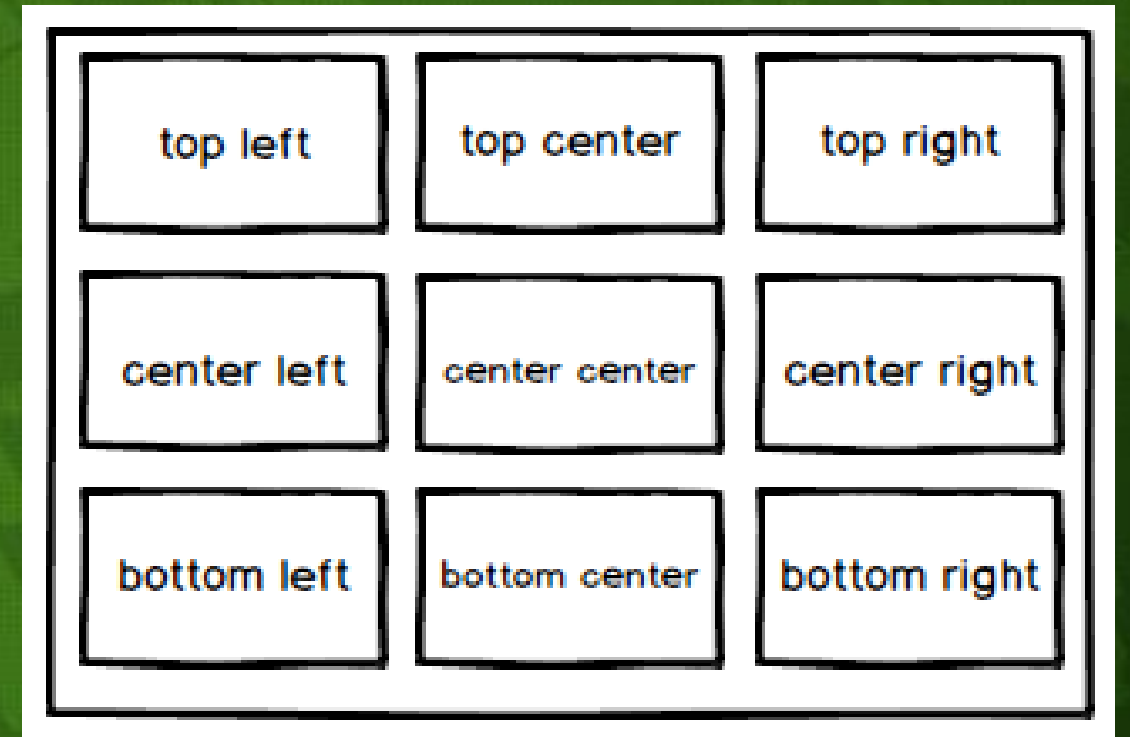 top left
top center
top right
center left
center center
center right
bottom left
bottom center
bottom right